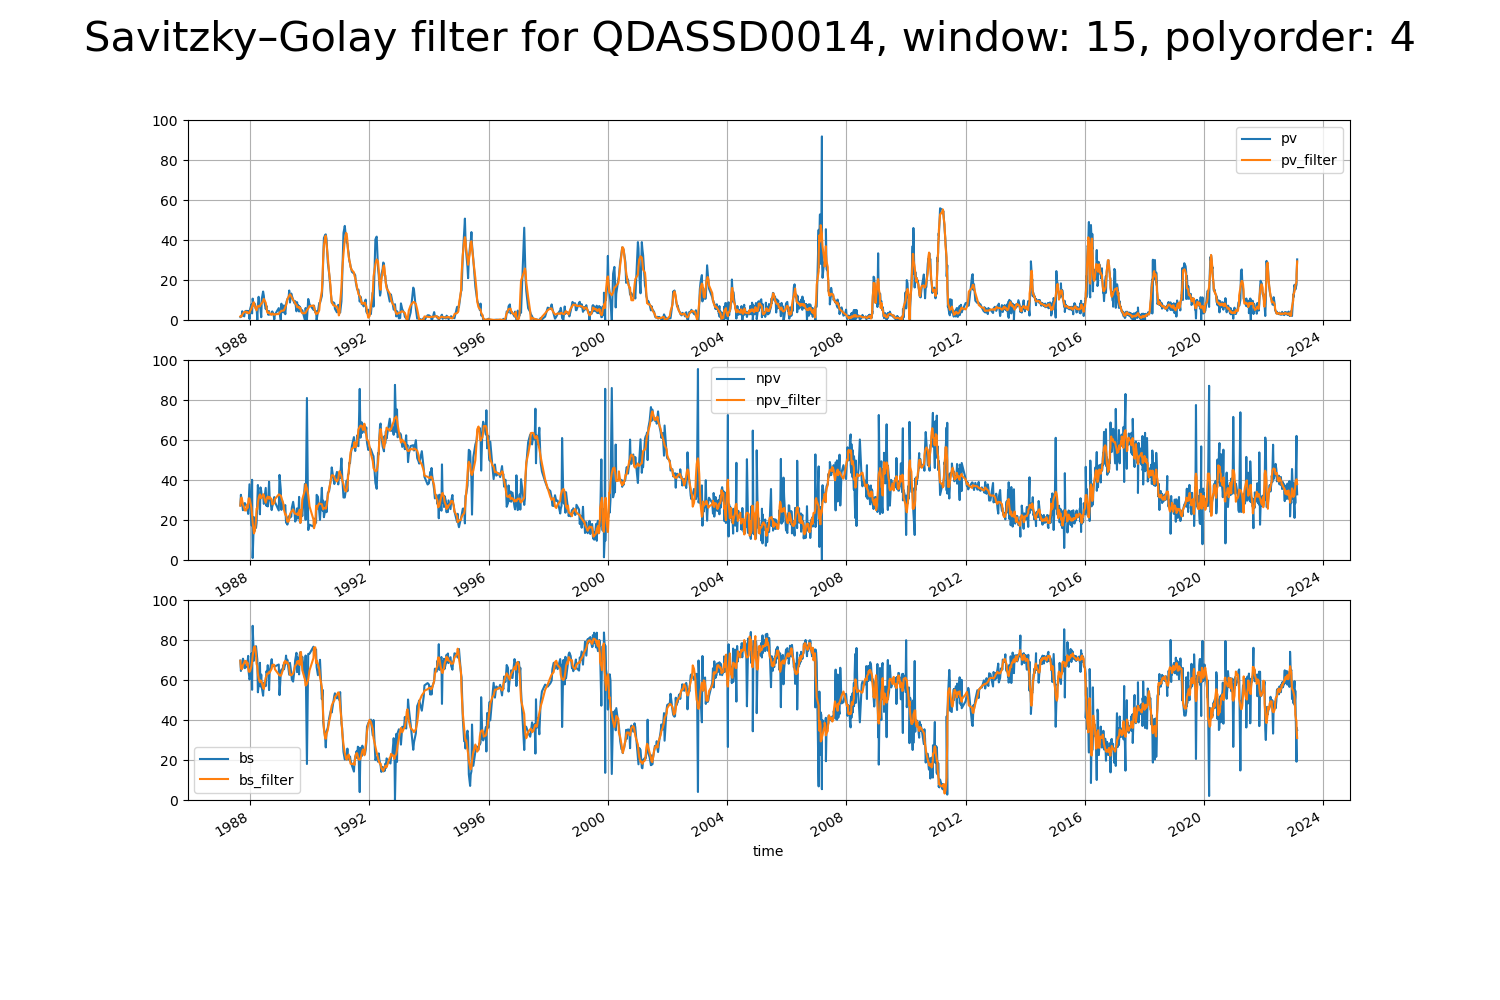 Savitzky–Golay filter for QDASSD0014, window: 15, polyorder: 4
100
80
60
40
20
0
pv
pv_filter
1988 1992 1996 2000 2004 2008 2012 2016 2020 2024
100
80
60
40
20
0
npv
npv_filter
1988 1992 1996 2000 2004 2008 2012 2016 2020 2024
100
80
60
40
20
0
bs
bs_filter
1988 1992 1996 2000 2004 2008 2012 2016 2020 2024
time